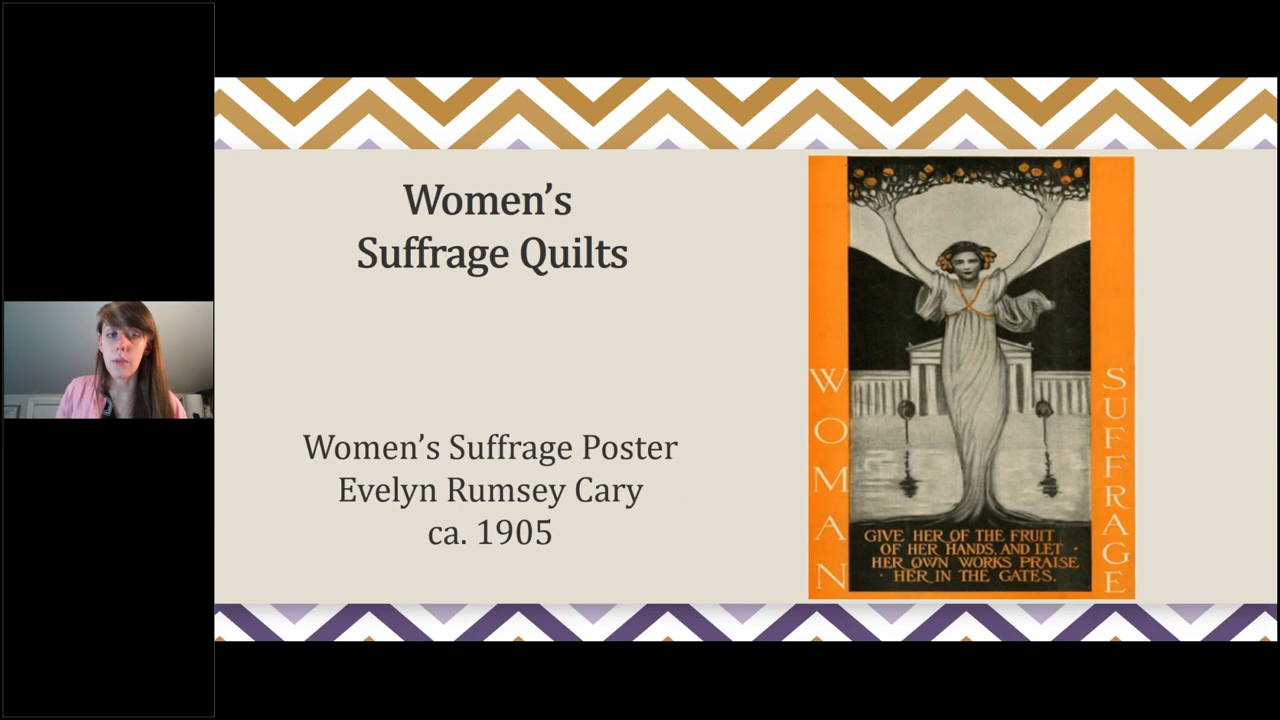 Women’s
Suffrage Quilts
Women’s Suffrage Poster
Evelyn Rumsey Cary
ca. 1905
WOMAN
SUFFRAGE
GIVE HER OF THE FRUIT
OF HER HANDS, AND LET
HER OWN WORKS PRAISE
HER IN THE GATES.